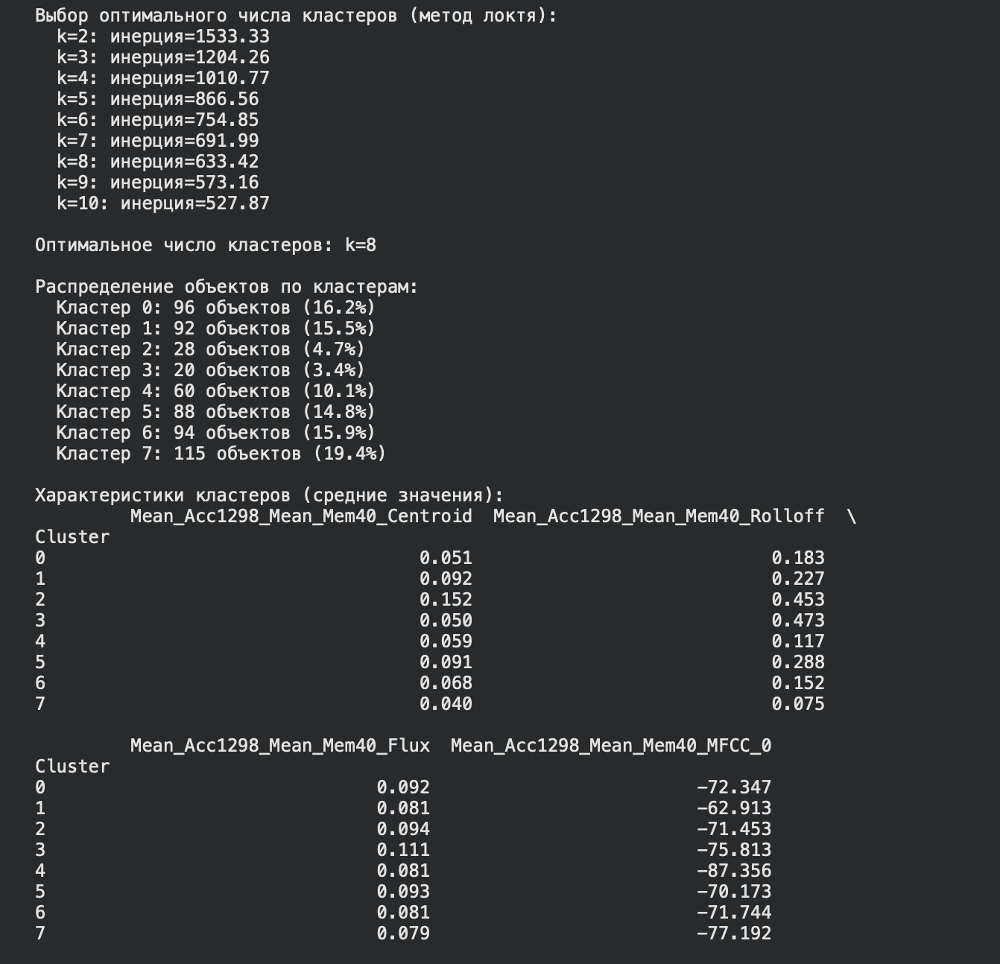 Выбор оптимального числа кластеров (метод локтя):
k=2: инерция=1533.33
k=3: инерция=1204.26
k=4: инерция=1010.77
k=5: инерция=866.56
k=6: инерция=754.85
k=7: инерция=691.99
k=8: инерция=633.42
k=9: инерция=573.16
k=10: инерция=527.87
Оптимальное число кластеров: k=8
Распределение объектов по кластерам:
Кластер 0: 96 объектов (16.2%)
Кластер 1: 92 объектов (15.5%)
Кластер 2: 28 объектов (4.7%)
Кластер 3: 20 объектов (3.4%)
Кластер 4: 60 объектов (10.1%)
Кластер 5: 88 объектов (14.8%)
Кластер 6: 94 объектов (15.9%)
Кластер 7: 115 объектов (19.4%)
Характеристики кластеров (средние значения):
Mean_Acc1298_Mean_Mem40_Centroid Mean_Acc1298_Mean_Mem40_Rolloff \
Cluster
0 0.051 0.183
1 0.092 0.227
2 0.152 0.453
3 0.050 0.473
4 0.059 0.117
5 0.091 0.288
6 0.068 0.152
7 0.040 0.075
Mean_Acc1298_Mean_Mem40_Flux Mean_Acc1298_Mean_Mem40_MFCC_0
Cluster
0 0.092 -72.347
1 0.081 -62.913
2 0.094 -71.453
3 0.111 -75.813
4 0.081 -87.356
5 0.093 -70.173
6 0.081 -71.744
7 0.079 -77.192